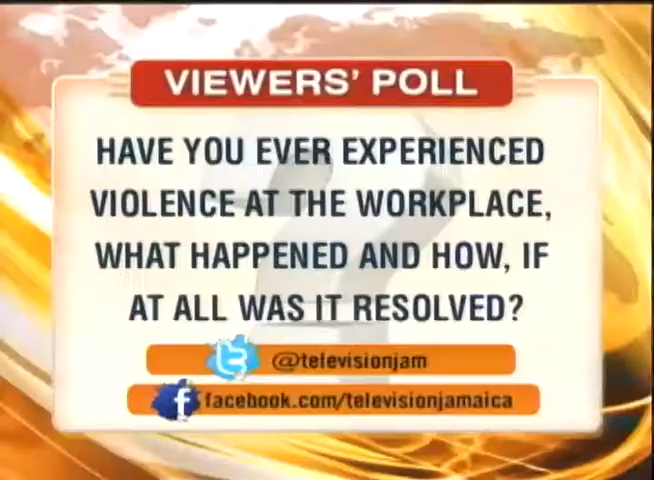 VIEWERS' POLL
HAVE YOU EVER EXPERIENCED
VIOLENCE AT THE WORKPLACE,
WHAT HAPPENED AND HOW, IF
AT ALL WAS IT RESOLVED?
@televisionjam
facebook.com/televisionjamaica